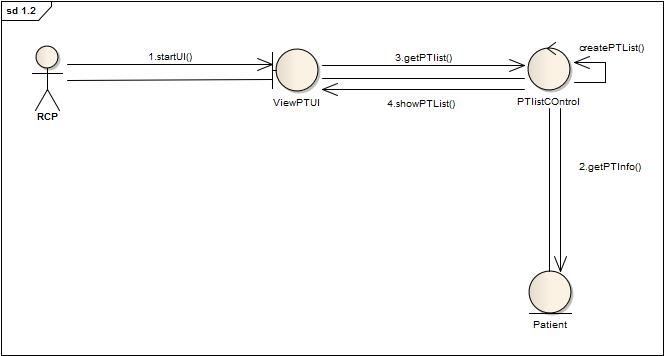 sd 1.2
createPTList()
1.startUI()
3.getPTlist()
ViewPTUI
4.showPTList()
PTlistCOntrol
RCP
2.getPTInfo()
Patient